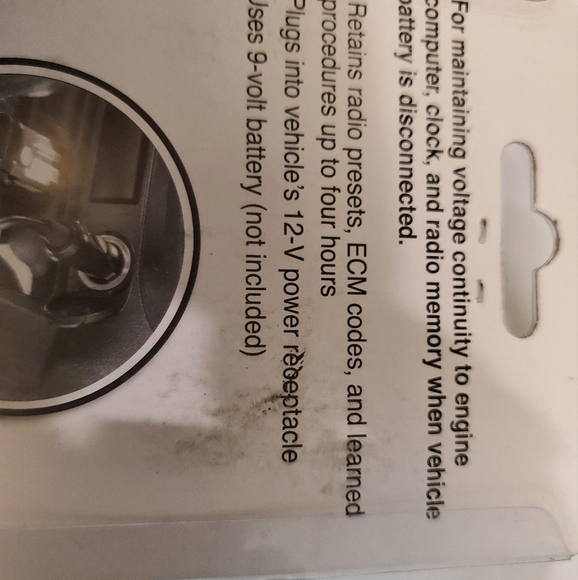 For maintaining voltage continuity to engine
computer, clock, and radio memory when vehicle
battery is disconnected.
Retains radio presets, ECM codes, and learned
procedures up to four hours
Plugs into vehicle's 12-V power receptacle
Uses 9-volt battery (not included)